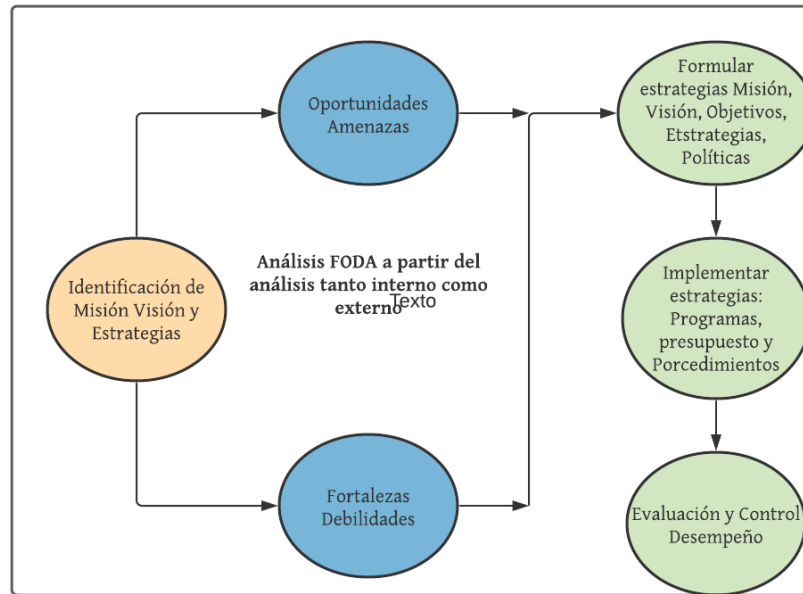 Oportunidades
Amenazas
Formular
estrategias Misión,
Visión, Objetivos,
Etstrategias,
Políticas
Identificación de
Misión Visión y
Estrategias
Análisis FODA a partir del
análisis tanto interno como
externo
Texto
Implementar
estrategias:
Programas,
presupuesto y
Porcedimientos
Fortalezas
Debilidades
Evaluación y Control
Desempeño